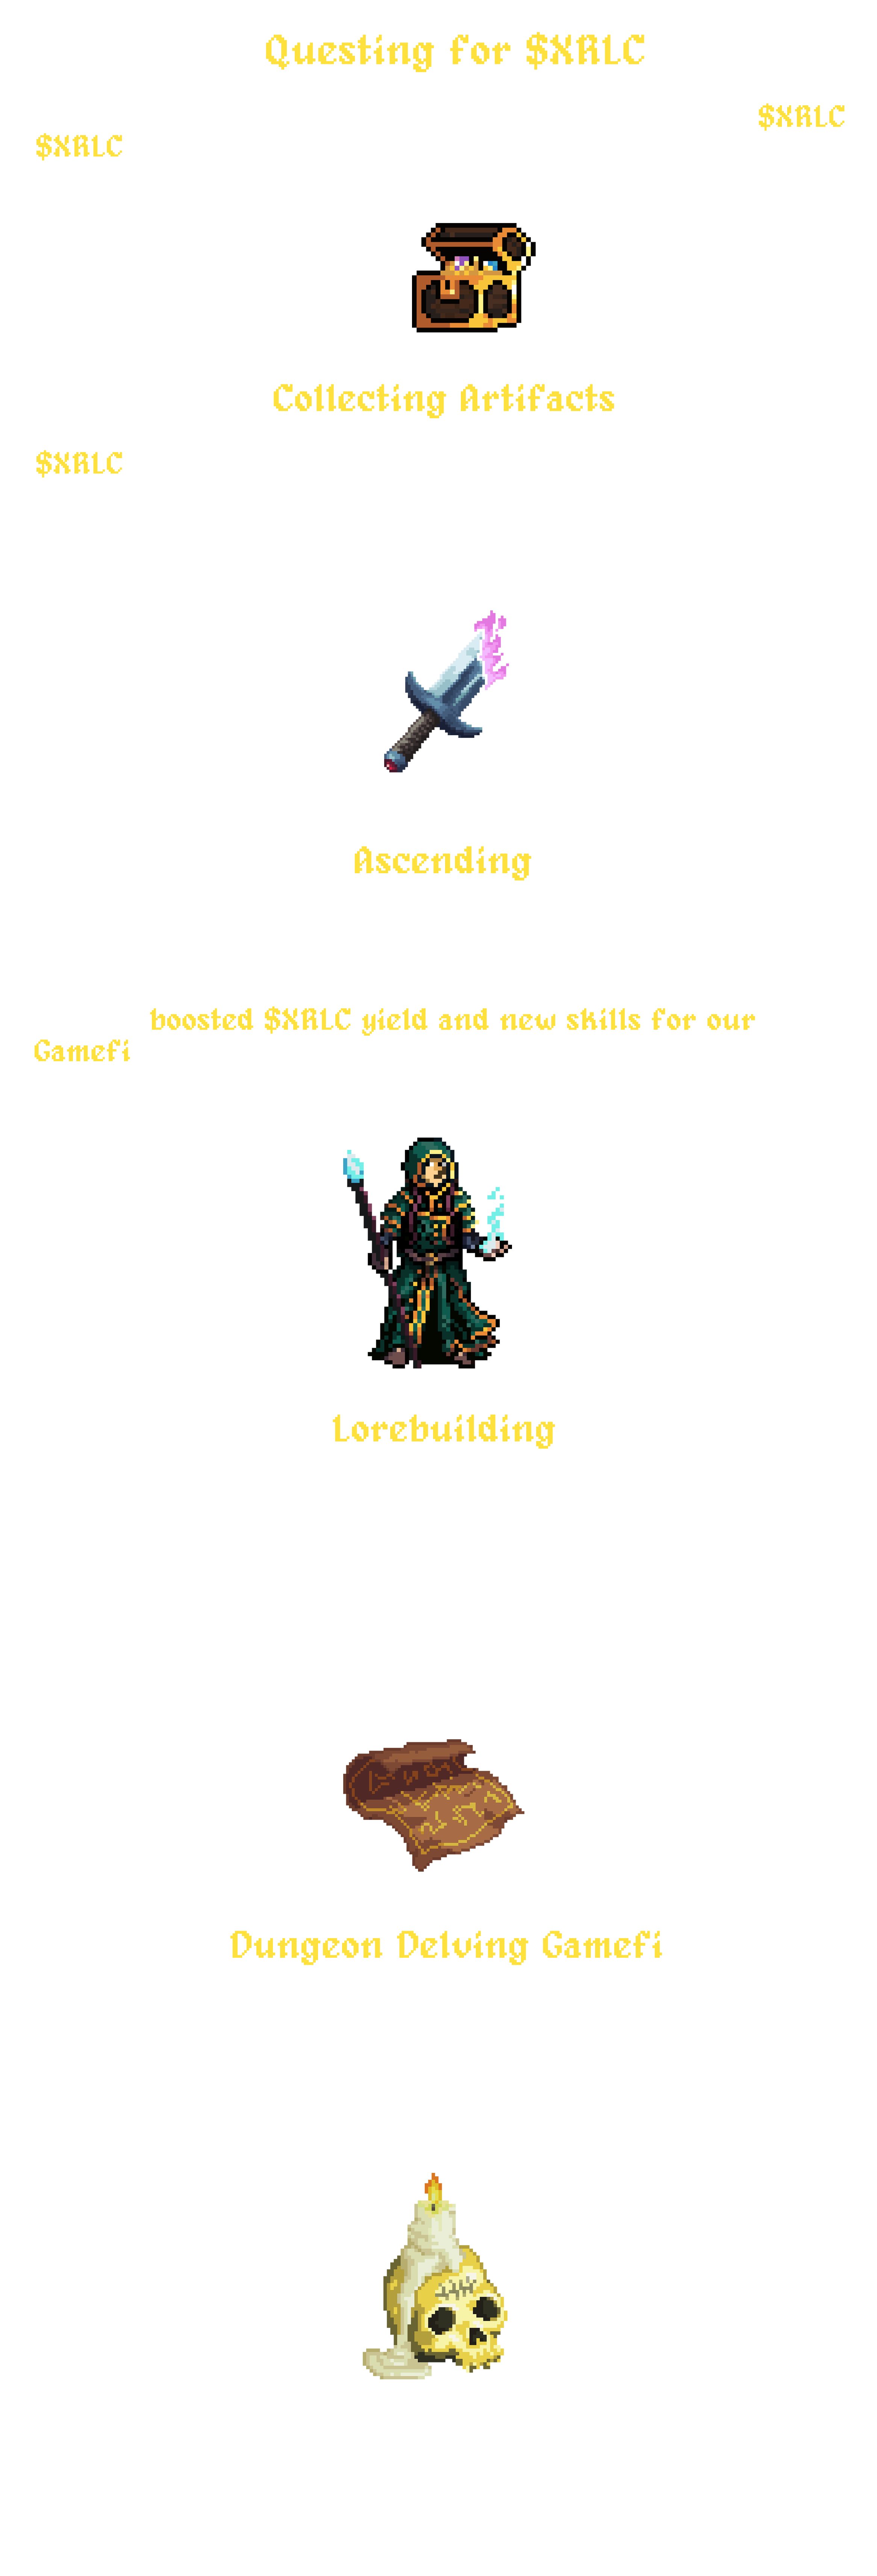 Questing for $XRLC
$XRLC
$XRLC
Collecting Artifacts
$XRLC
Ascending
boosted $XRLC yield and new skills for our
Gamefi
Lorebuilding
Dungeon Delving Gamefi